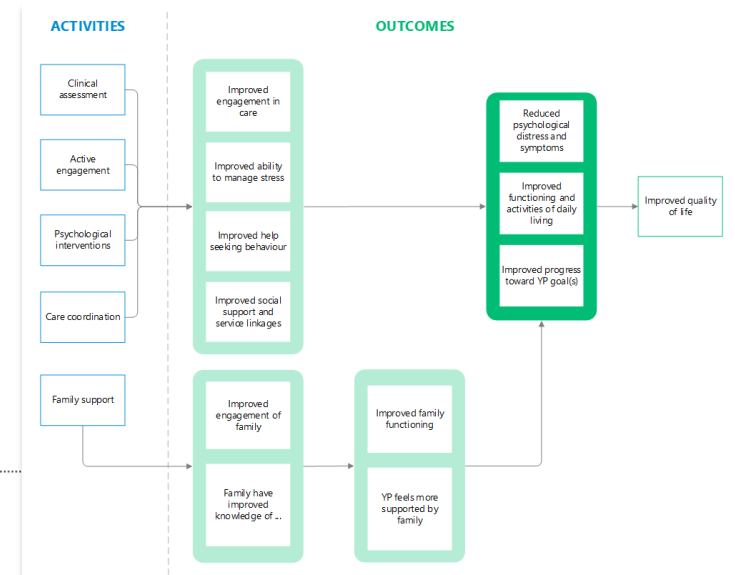 ACTIVITIES
OUTCOMES
Clinical
assessment
Active
engagement
Psychological
interventions
Care coordination
Family support
Improved
engagement in
care
Improved ability
to manage stress
Improved help
seeking behaviour
Improved social
support and
service linkages
Improved
engagement of
family
Family have
improved
knowledge of ...
Improved family
functioning
YP feels more
supported by
family
Reduced
psychological
distress and
symptoms
Improved
functioning and
activities of daily
living
Improved progress
toward YP goal(s)
Improved quality
of life